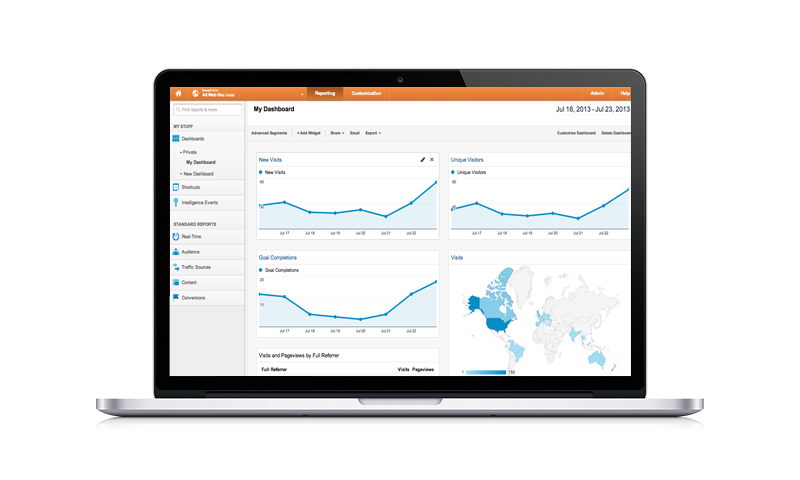 All Web Site Data
Reporting
Customization
Admin
Help
Find reports & more
My Dashboard
Jul 16, 2013 - Jul 23, 2013
MY STUFF
Advanced Segments
+ Add Widget
Share
Email
Export
Customize Dashboard
Delete Dashboard
Dashboards
Private
My Dashboard
+ New Dashboard
Shortcuts
Intelligence Events
STANDARD REPORTS
Real-Time
Audience
Traffic Sources
Content
Conversions
New Visits
New Visits
Jul 17
Jul 18
Jul 19
Jul 20
Jul 21
Jul 22
Unique Visitors
Unique Visitors
Jul 17
Jul 18
Jul 19
Jul 20
Jul 21
Jul 22
Goal Completions
Goal Completions
20
10
Jul 17
Jul 18
Jul 19
Jul 20
Jul 21
Jul 22
Visits
1
150
Visits and Pageviews by Full Referrer
Full Referrer
Visits
Pageviews